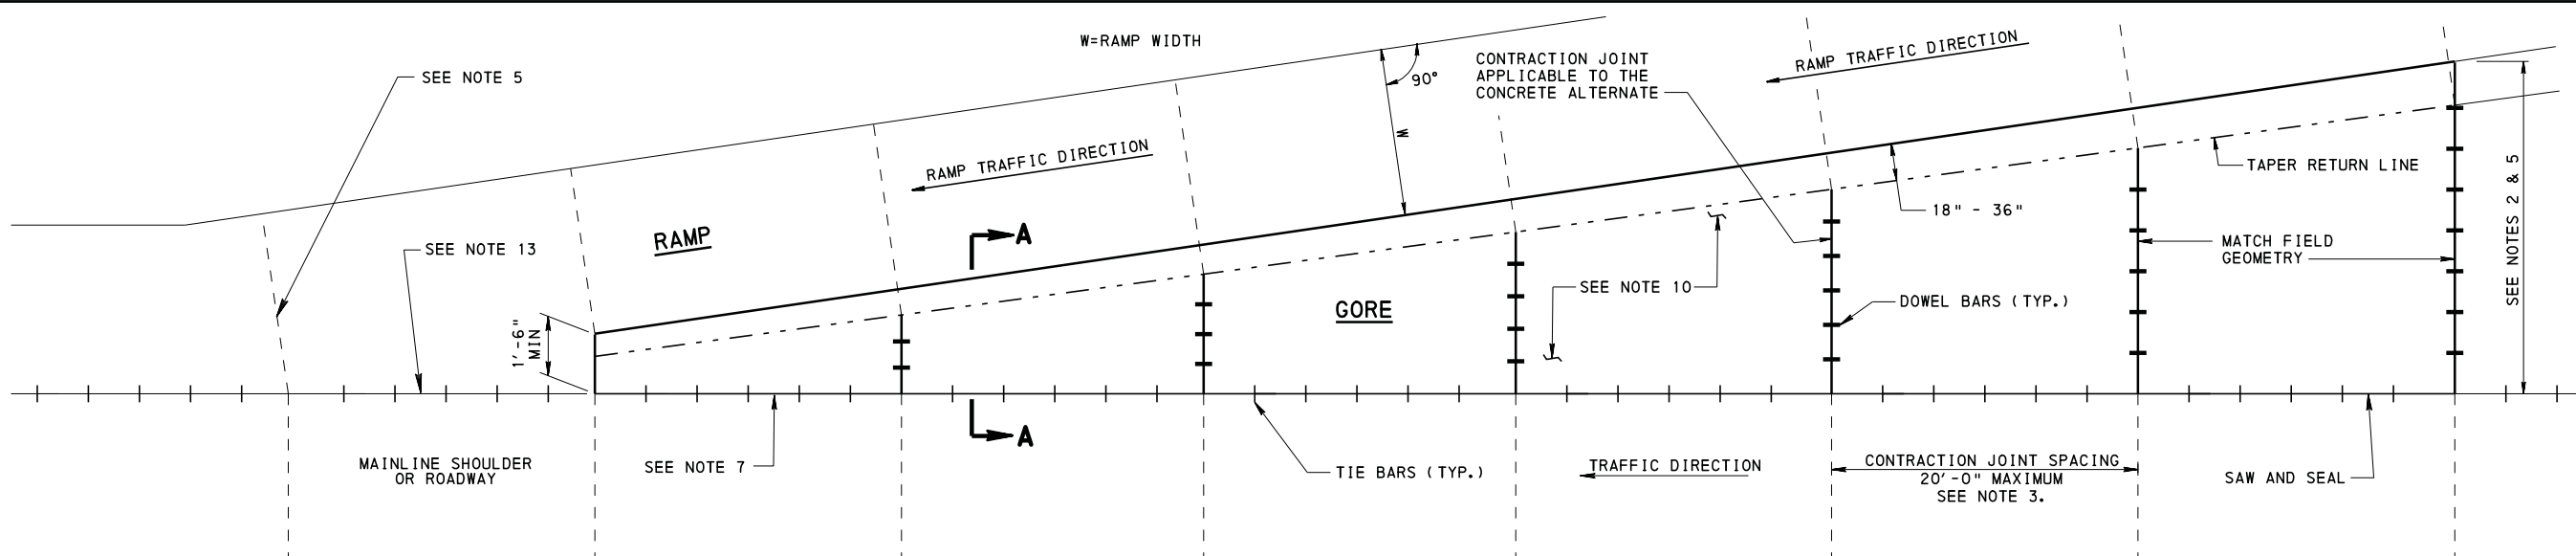 W=RAMP WIDTH
SEE NOTE 5
CONTRACTION JOINT
APPLICABLE TO THE
CONCRETE ALTERNATE
90°
W
RAMP TRAFFIC DIRECTION
RAMP TRAFFIC DIRECTION
TAPER RETURN LINE
18" - 36"
SEE NOTES 2 & 5
RAMP
SEE NOTE 13
A
MATCH FIELD
GEOMETRY
SEE NOTE 10
DOWEL BARS (TYP.)
GORE
1'-6"
MIN
A
MAINLINE SHOULDER
OR ROADWAY
SEE NOTE 7
TIE BARS (TYP.)
TRAFFIC DIRECTION
CONTRACTION JOINT SPACING
20'-0" MAXIMUM
SEE NOTE 3.
SAW AND SEAL